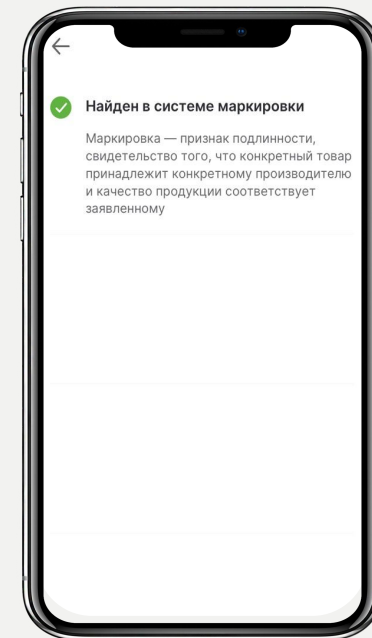 Найден в системе маркировки
Маркировка — признак подлинности,
свидетельство того, что конкретный товар
принадлежит конкретному производителю
и качество продукции соответствует
заявленному